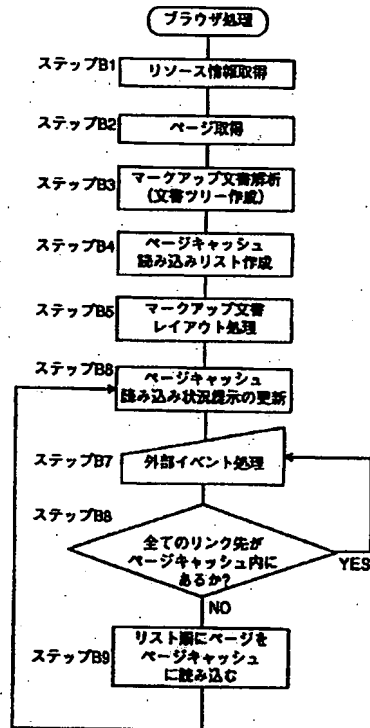 ブラウザ処理
ステップB1
リソース情報取得
ステップB2
ページ取得
ステップB3
マークアップ文書解析
(文書ツリー作成)
ステップB4
ページキャッシュ
読み込みリスト作成
ステップB5
マークアップ文書
レイアウト処理
ステップB6
ページキャッシュ
読み込み状況提示の更新
ステップB7
外部イベント処理
ステップB8
全てのリンク先が
ページキャッシュ内に
あるか?
YES
NO
ステップB9
リスト順にページを
ページキャッシュ
に読み込む